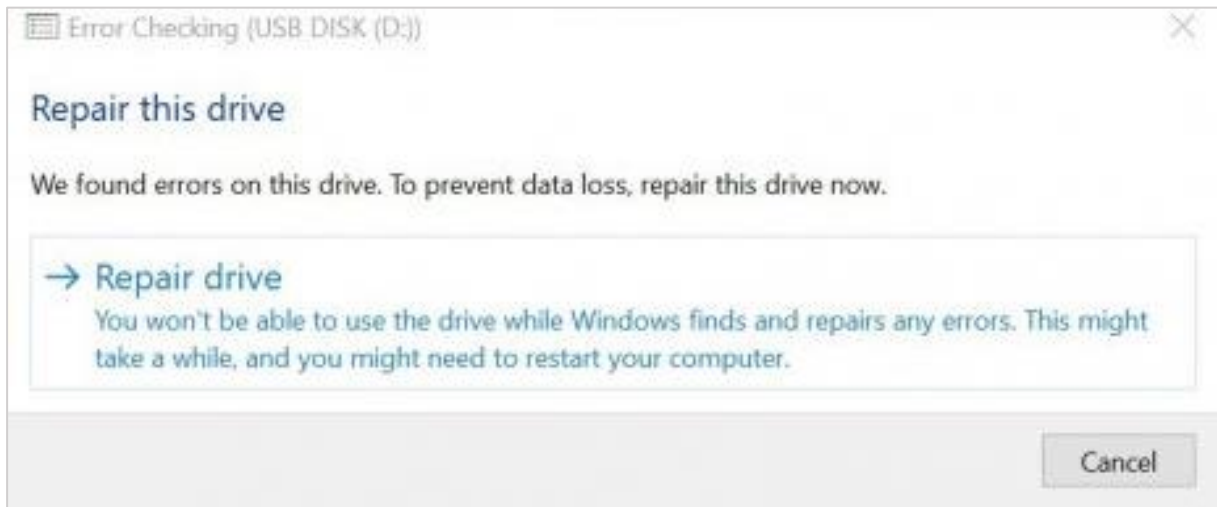 Error Checking (USB DISK (D:))
Repair this drive
We found errors on this drive. To prevent data loss, repair this drive now.
→ Repair drive
You won't be able to use the drive while Windows finds and repairs any errors. This might
take a while, and you might need to restart your computer.
Cancel